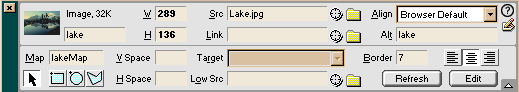 Image, 32K W 289 Src Lake.jpg Align Browser Default
lake H 136 Link Alt lake
Map lakeMap V Space Target Border 7
H Space Low Src Refresh Edit